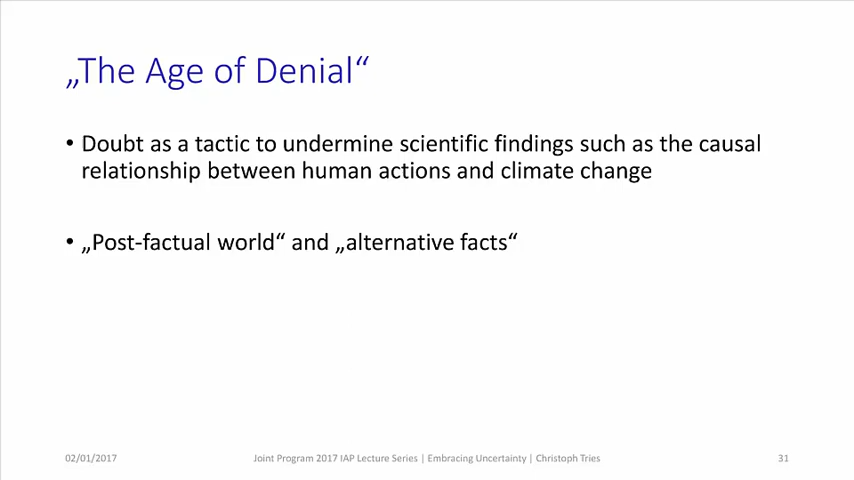 „The Age of Denial“
• Doubt as a tactic to undermine scientific findings such as the causal
relationship between human actions and climate change
• „Post-factual world“ and „alternative facts“
02/01/2017 Joint Program 2017 IAP Lecture Series | Embracing Uncertainty | Christoph Tries 31